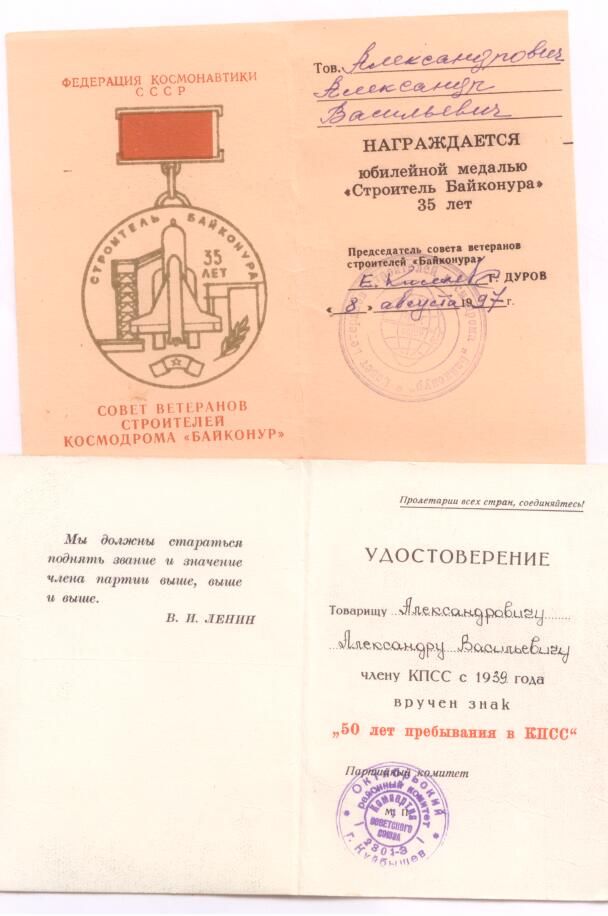 ФЕДЕРАЦИЯ КОСМОНАВТИКИ
СССР
СТРОИТЕЛЬ БАЙКОНУРА
35
ЛЕТ
СОВЕТ ВЕТЕРАНОВ
СТРОИТЕЛЕЙ
КОСМОДРОМА «БАЙКОНУР»
Тов. Александрович
Александр
Васильевич
НАГРАЖДАЕТСЯ
юбилейной медалью
«Строитель Байконура»
35 лет
Председатель совета ветеранов
строителей «Байконура»
Г. ДУРОВ
« 8 » августа 1997 г.
Мы должны стараться
поднять звание и значение
члена партии выше, выше
и выше.
В. И. ЛЕНИН
Пролетарии всех стран, соединяйтесь!
УДОСТОВЕРЕНИЕ
Товарищу Александровичу
Александру Васильевичу
члену КПСС с 1939 года
вручен знак
„50 лет пребывания в КПСС“
Партийный комитет
М. П.
Октябрьский
районный комитет
Компартия
Советского
Союза
2301-9
г. Куйбышев